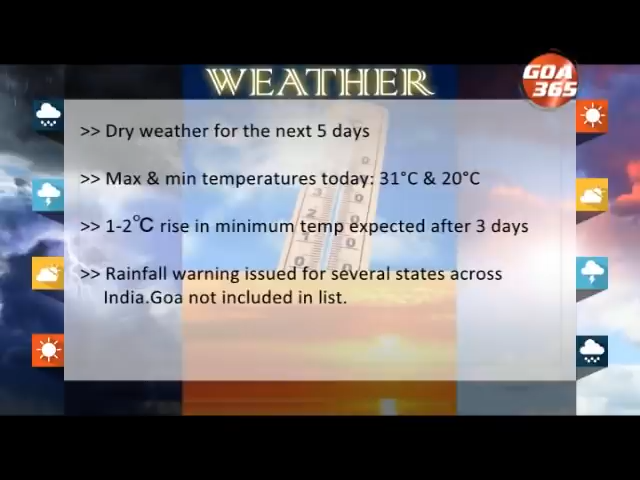 WEATHER
GOA
365
>> Dry weather for the next 5 days
>> Max & min temperatures today: 31°C & 20°C
>> 1-2℃ rise in minimum temp expected after 3 days
>> Rainfall warning issued for several states across
India.Goa not included in list.